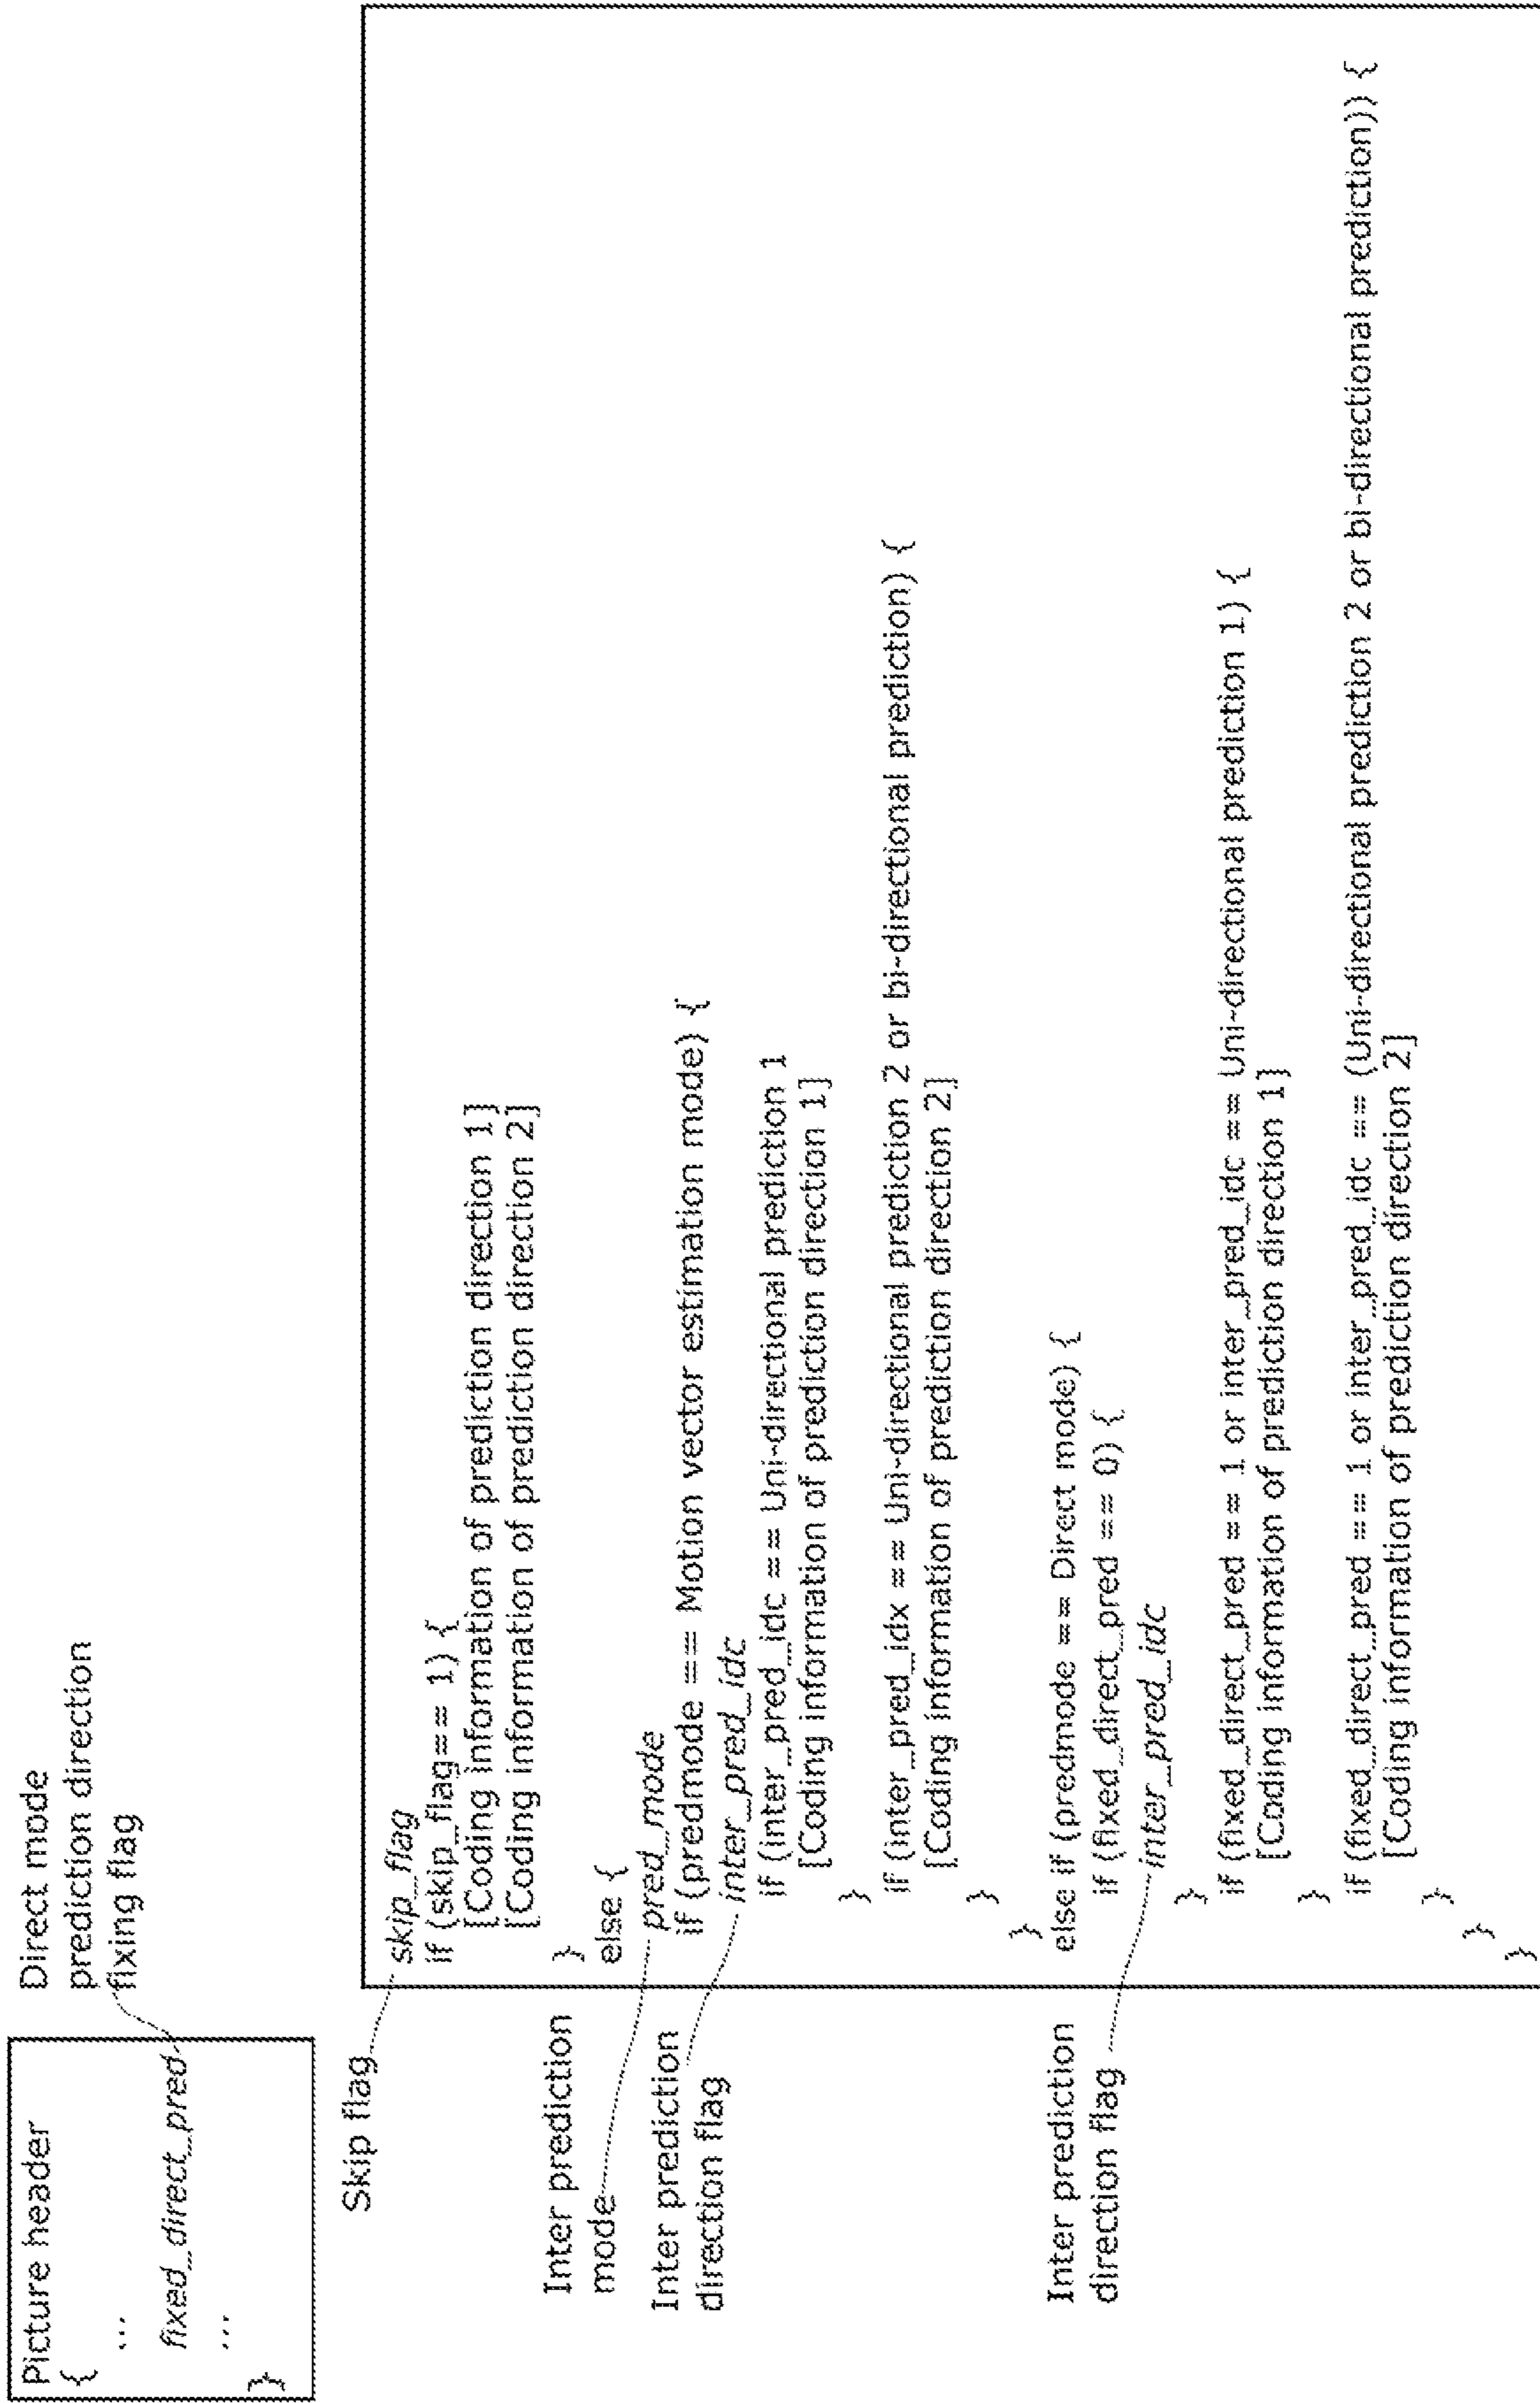 Picture header
{
...
fixed_direct_pred
...
}
Direct mode
prediction direction
fixing flag
Skip flag
skip_flag
if (skip_flag== 1) {
[Coding information of prediction direction 1]
[Coding information of prediction direction 2]
}
else {
Inter prediction
mode
pred_mode
if (predmode == Motion vector estimation mode) {
Inter prediction
direction flag
inter_pred_idc
if (inter_pred_idc == Uni-directional prediction 1
[Coding information of prediction direction 1]
}
if (inter_pred_idx == Uni-directional prediction 2 or bi-directional prediction) {
[Coding information of prediction direction 2]
}
}
else if (predmode == Direct mode) {
if (fixed_direct_pred == 0) {
Inter prediction
direction flag
inter_pred_idc
}
if (fixed_direct_pred == 1 or inter_pred_idc == Uni-directional prediction 1) {
[Coding information of prediction direction 1]
}
if (fixed_direct_pred == 1 or inter_pred_idc == (Uni-directional prediction 2 or bi-directional prediction)) {
[Coding information of prediction direction 2]
}
}
}